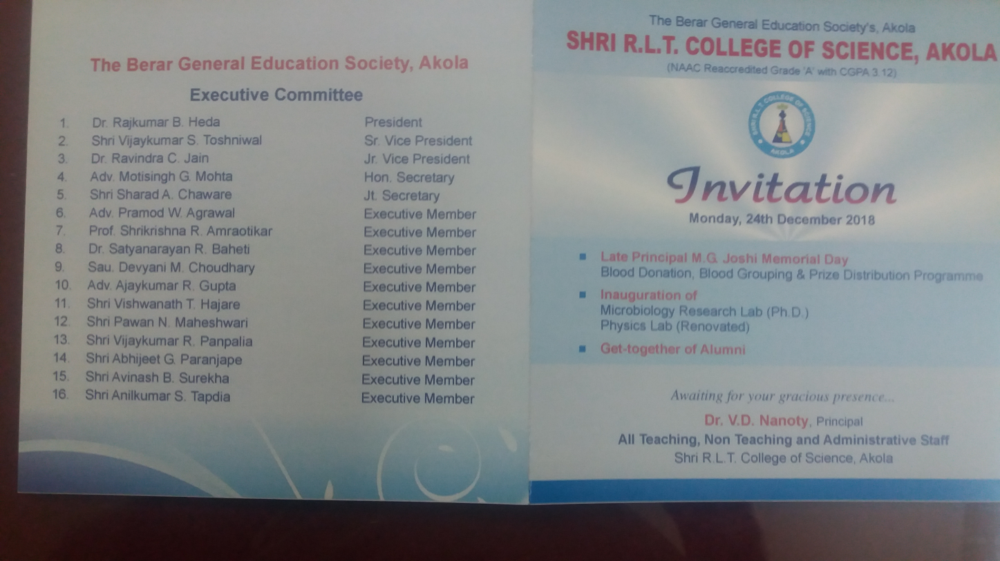 The Berar General Education Society, Akola
Executive Committee
1. Dr. Rajkumar B. Heda President
2. Shri Vijaykumar S. Toshniwal Sr. Vice President
3. Dr. Ravindra C. Jain Jr. Vice President
4. Adv. Motisingh G. Mohta Hon. Secretary
5. Shri Sharad A. Chaware Jt. Secretary
6. Adv. Pramod W. Agrawal Executive Member
7. Prof. Shrikrishna R. Amraotikar Executive Member
8. Dr. Satyanarayan R. Baheti Executive Member
9. Sau. Devyani M. Choudhary Executive Member
10. Adv. Ajaykumar R. Gupta Executive Member
11. Shri Vishwanath T. Hajare Executive Member
12. Shri Pawan N. Maheshwari Executive Member
13. Shri Vijaykumar R. Panpalia Executive Member
14. Shri Abhijeet G. Paranjape Executive Member
15. Shri Avinash B. Surekha Executive Member
16. Shri Anilkumar S. Tapdia Executive Member
The Berar General Education Society's, Akola
SHRI R.L.T. COLLEGE OF SCIENCE, AKOLA
(NAAC Reaccredited Grade 'A' with CGPA 3.12)
SHRI R.L.T. COLLEGE OF SCIENCE
AKOLA
Invitation
Monday, 24th December 2018
Late Principal M.G. Joshi Memorial Day
Blood Donation, Blood Grouping & Prize Distribution Programme
Inauguration of
Microbiology Research Lab (Ph.D.)
Physics Lab (Renovated)
Get-together of Alumni
Awaiting for your gracious presence...
Dr. V.D. Nanoty, Principal
All Teaching, Non Teaching and Administrative Staff
Shri R.L.T. College of Science, Akola